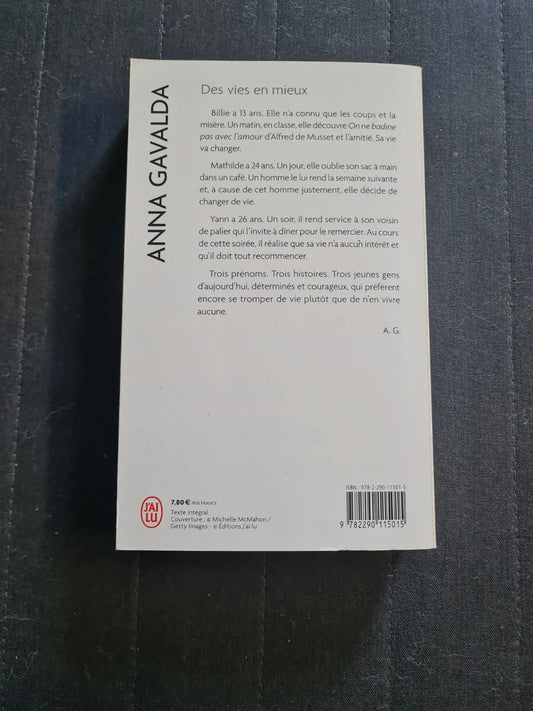 ANNA GAVALDA
Des vies en mieux
Billie a 13 ans. Elle n'a connu que les coups et la
misère. Un matin, en classe, elle découvre On ne badine
pas avec l'amour d'Alfred de Musset et l'amitié. Sa vie
va changer.
Mathilde a 24 ans. Un jour, elle oublie son sac à main
dans un café. Un homme le lui rend la semaine suivante
et, à cause de cet homme justement, elle décide de
changer de vie.
Yann a 26 ans. Un soir, il rend service à son voisin
de palier qui l'invite à dîner pour le remercier. Au cours
de cette soirée, il réalise que sa vie n'a aucun intérêt et
qu'il doit tout recommencer.
Trois prénoms. Trois histoires. Trois jeunes gens
d'aujourd'hui, déterminés et courageux, qui préfèrent
encore se tromper de vie plutôt que de n'en vivre
aucune.
A. G.
J'AI
LU
7,80 € PRIX FRANCE
Texte intégral
Couverture : © Michelle McMahon /
Getty Images - © Éditions J'ai lu
ISBN : 978-2-290-11501-5
9 782290 115015